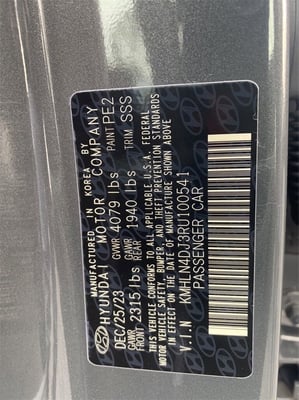 MANUFACTURED IN KOREA BY
HYUNDAI MOTOR COMPANY
DEC/25/23 GVWR 4079 lbs PAINT PE2
GAWR FRONT 2315 lbs GAWR REAR 1940 lbs TRIM SSS
THIS VEHICLE CONFORMS TO ALL APPLICABLE U.S.A. FEDERAL
MOTOR VEHICLE SAFETY, BUMPER, AND THEFT PREVENTION STANDARDS
IN EFFECT ON THE DATE OF MANUFACTURE SHOWN ABOVE
V.I.N KMHLN4DV3RU100541
PASSENGER CAR